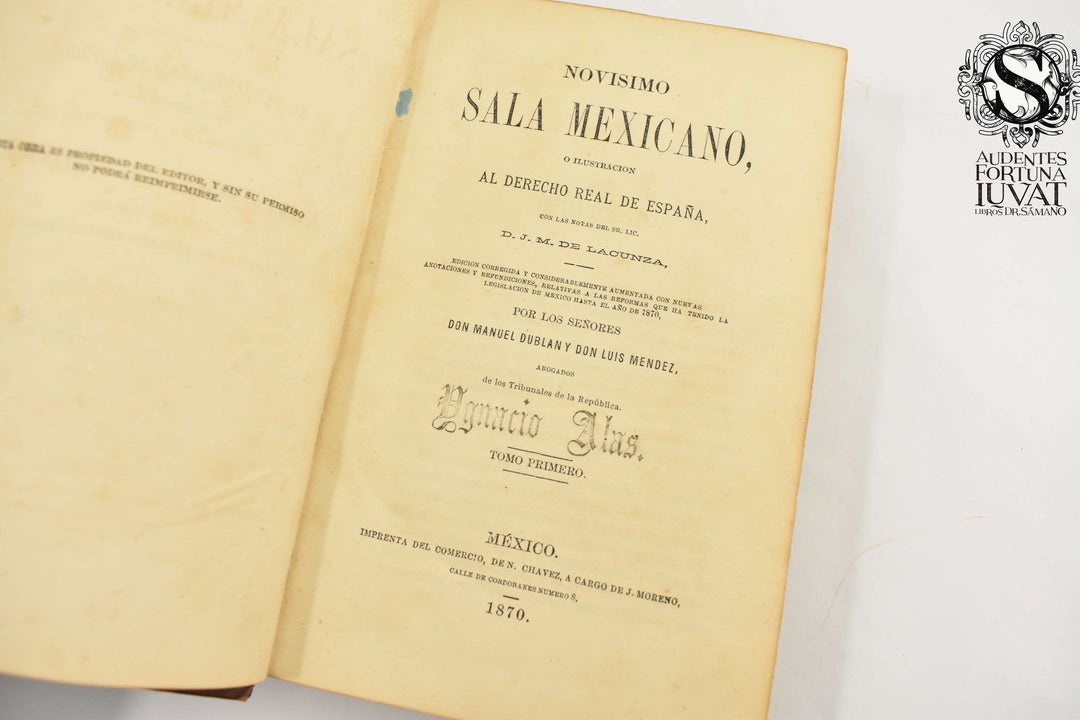 ES PROPIEDAD DEL EDITOR, Y SIN SU PERMISO
NO PODRÁ REIMPRIMIRSE.
NOVISIMO
SALA MEXICANO,
O ILUSTRACION
AL DERECHO REAL DE ESPAÑA,
CON LAS NOTAS DEL SR. LIC.
D. J. M. DE LACUNZA,
EDICION CORREGIDA Y CONSIDERABLEMENTE AUMENTADA CON NUEVAS
ANOTACIONES Y REFUNDICIONES, RELATIVAS A LAS REFORMAS QUE HA TENIDO LA
LEGISLACION DE MEXICO HASTA EL AÑO DE 1870,
POR LOS SEÑORES
DON MANUEL DUBLAN Y DON LUIS MENDEZ,
ABOGADOS
de los Tribunales de la República.
Ygnacio Alas.
TOMO PRIMERO.
MÉXICO.
IMPRENTA DEL COMERCIO, DE N. CHAVEZ, A CARGO DE J. MORENO,
CALLE DE CORDOBANES NUMERO 8.
1870.
S
AUDENTES
FORTUNA
IUVAT
LIBROS DR. SÁMANO